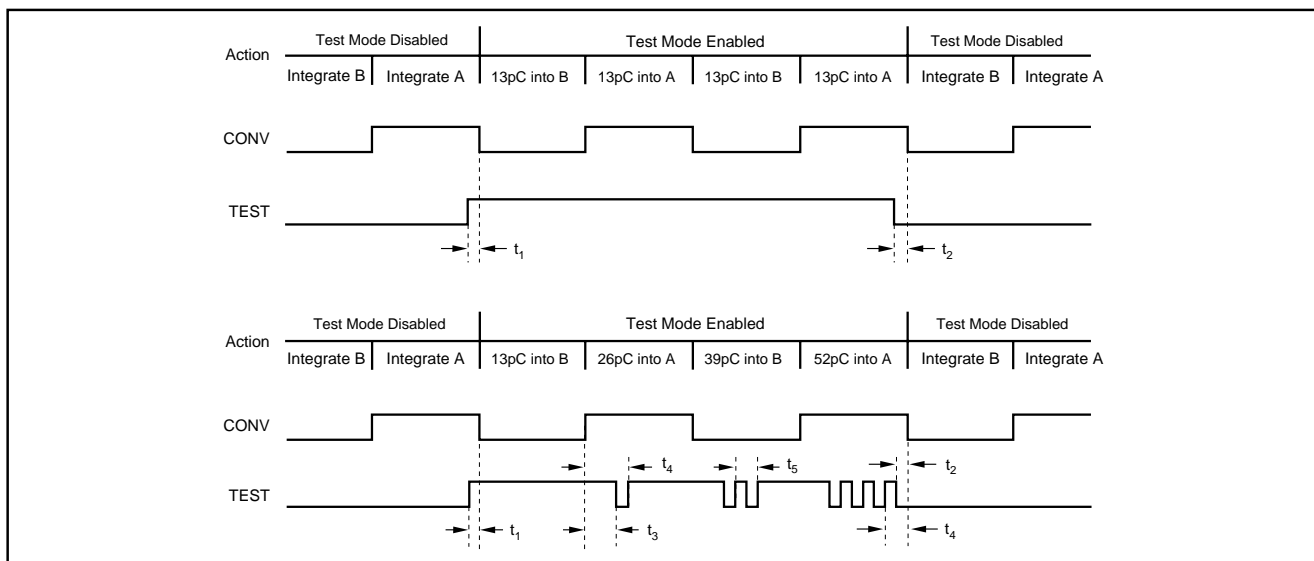 Action
Test Mode Disabled
Test Mode Enabled
Test Mode Disabled
Integrate B
Integrate A
13pC into B
13pC into A
13pC into B
13pC into A
Integrate B
Integrate A
CONV
TEST
t1
t2
Action
Test Mode Disabled
Test Mode Enabled
Test Mode Disabled
Integrate B
Integrate A
13pC into B
26pC into A
39pC into B
52pC into A
Integrate B
Integrate A
CONV
t4
t5
t2
TEST
t1
t3
t4